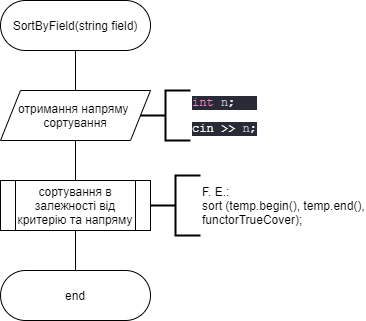 SortByField(string field)
отримання напряму
сортування
int n;
cin >> n;
сортування в
залежності від
критерію та напряму
F. E.:
sort (temp.begin(), temp.end(),
functorTrueCover);
end